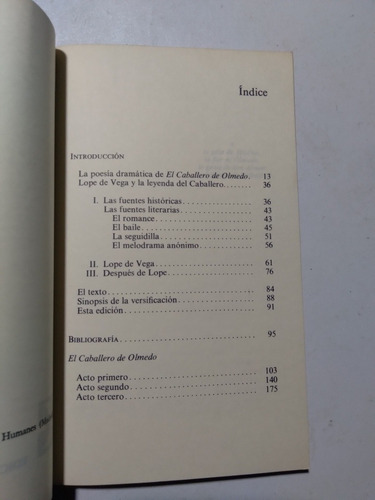 Índice
INTRODUCCIÓN
La poesía dramática de El Caballero de Olmedo. 13
Lope de Vega y la leyenda del Caballero. . . . . . . 36
I. Las fuentes históricas. . . . . . . . . . . . . . . . 36
Las fuentes literarias. . . . . . . . . . . . . . . . 43
El romance. . . . . . . . . . . . . . . . . . . . 43
El baile. . . . . . . . . . . . . . . . . . . . . . 45
La seguidilla. . . . . . . . . . . . . . . . . . . 51
El melodrama anónimo. . . . . . . . . . . 56
II. Lope de Vega. . . . . . . . . . . . . . . . . . . . . 61
III. Después de Lope. . . . . . . . . . . . . . . . . . . 76
El texto. . . . . . . . . . . . . . . . . . . . . . . . . . . . 84
Sinopsis de la versificación. . . . . . . . . . . . . . . . 88
Esta edición. . . . . . . . . . . . . . . . . . . . . . . . . 91
BIBLIOGRAFÍA. . . . . . . . . . . . . . . . . . . . . . . . 95
El Caballero de Olmedo
Acto primero. . . . . . . . . . . . . . . . . . . . . . . . 103
Acto segundo. . . . . . . . . . . . . . . . . . . . . . . . 140
Acto tercero. . . . . . . . . . . . . . . . . . . . . . . . . 175
Humanes